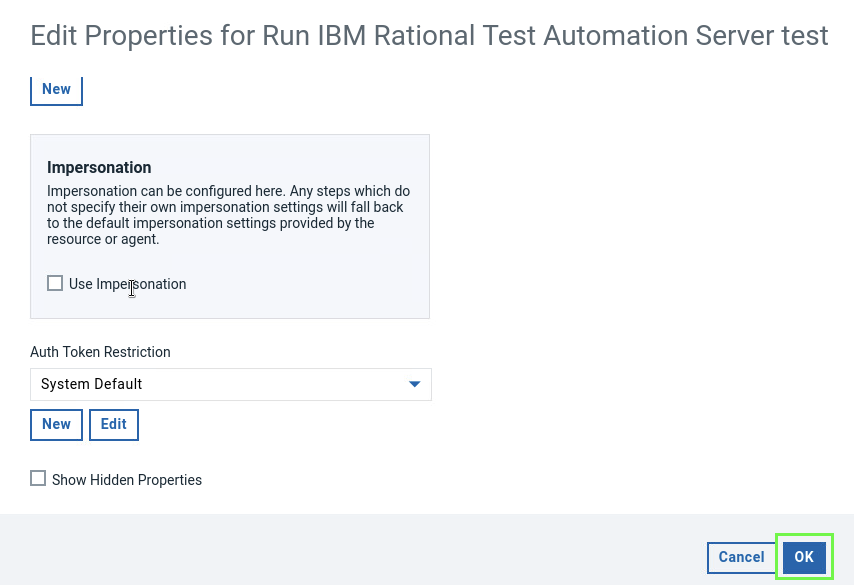 Edit Properties for Run IBM Rational Test Automation Server test
New
Impersonation
Impersonation can be configured here. Any steps which do
not specify their own impersonation settings will fall back
to the default impersonation settings provided by the
resource or agent.
Use Impersonation
Auth Token Restriction
System Default
New Edit
Show Hidden Properties
Cancel OK